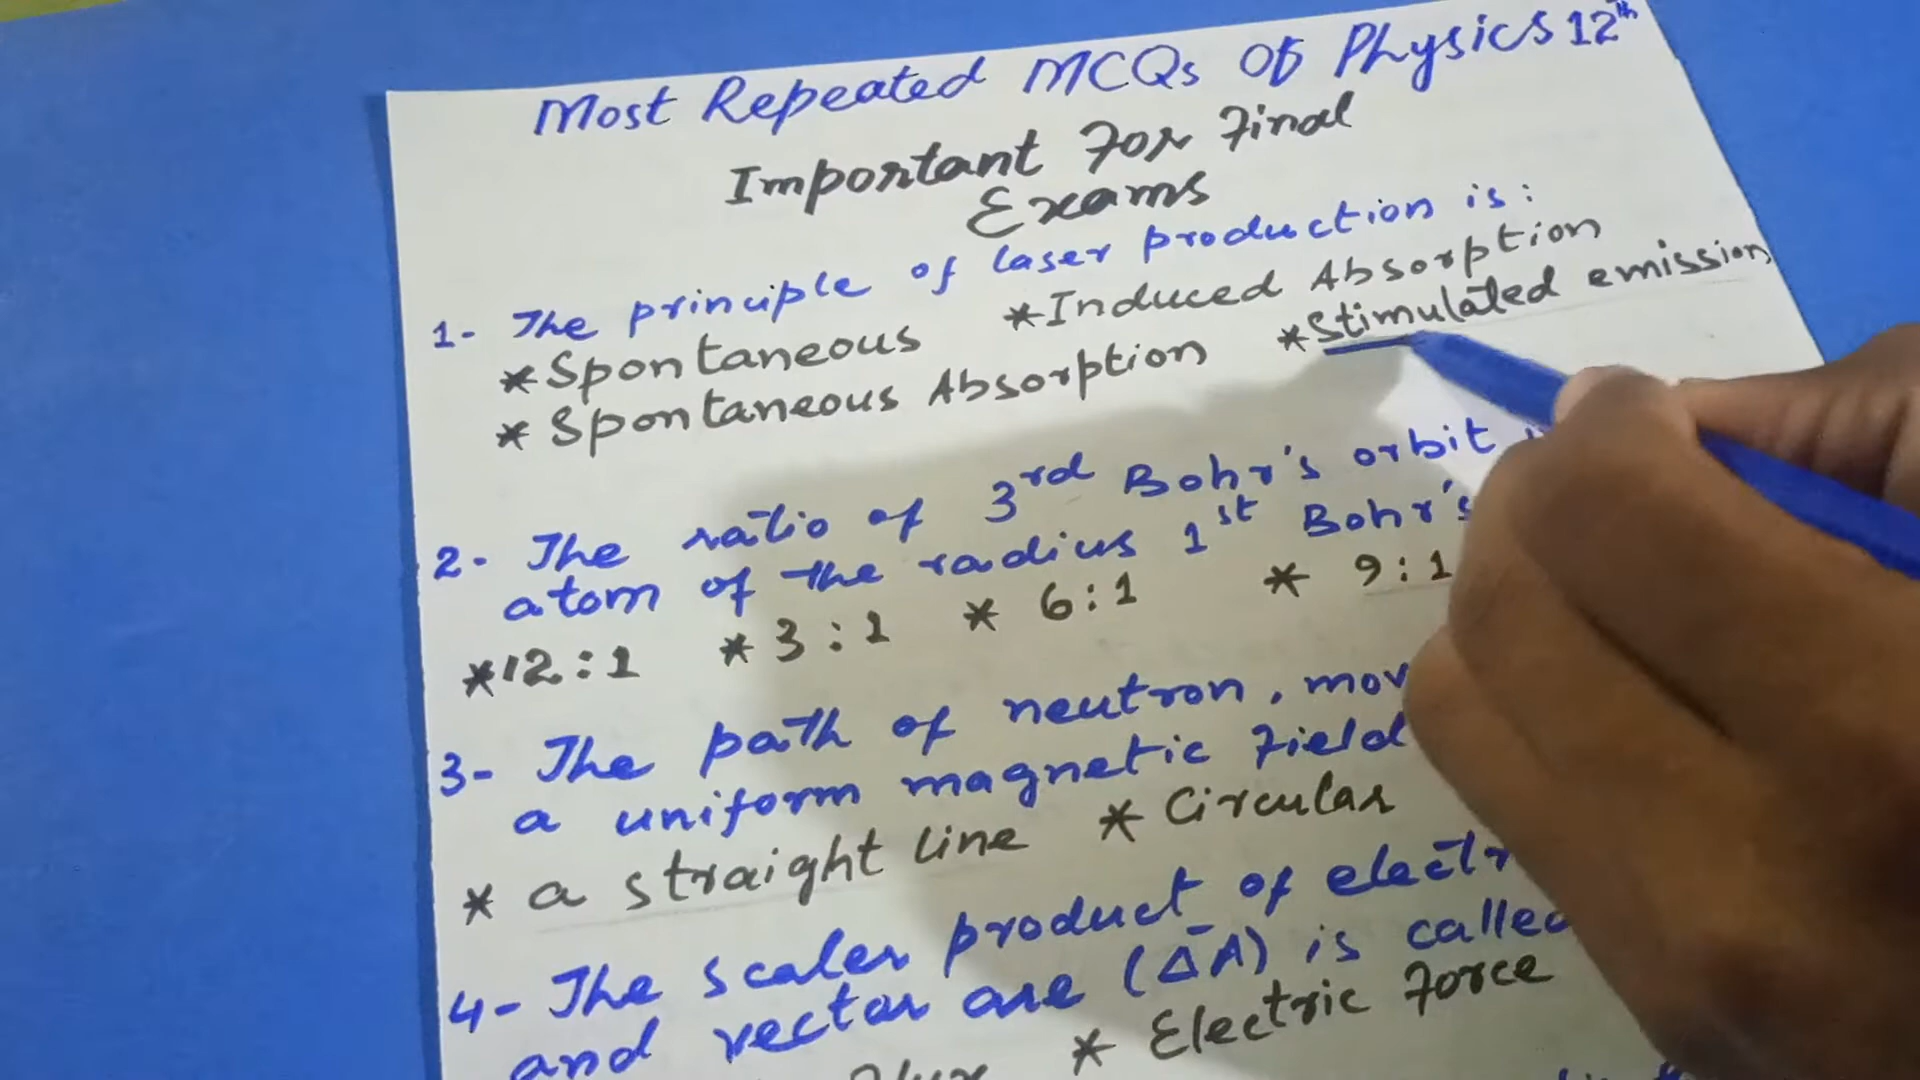 Most Repeated MCQs Of Physics 12th
Important For Final
Exams
1- The principle of laser production is:
*Spontaneous *Induced Absorption
* Spontaneous Absorption *Stimulated emission
2- The ratio of 3rd Bohr's orbit
atom of the radius 1st Bohr's
*12:1 *3:1 * 6:1 * 9:1
3- The path of neutron, mov
a uniform magnetic field
* a straight line * Circular
4- The scaler product of electr
and vector are (ΔA) is called
* Electric force